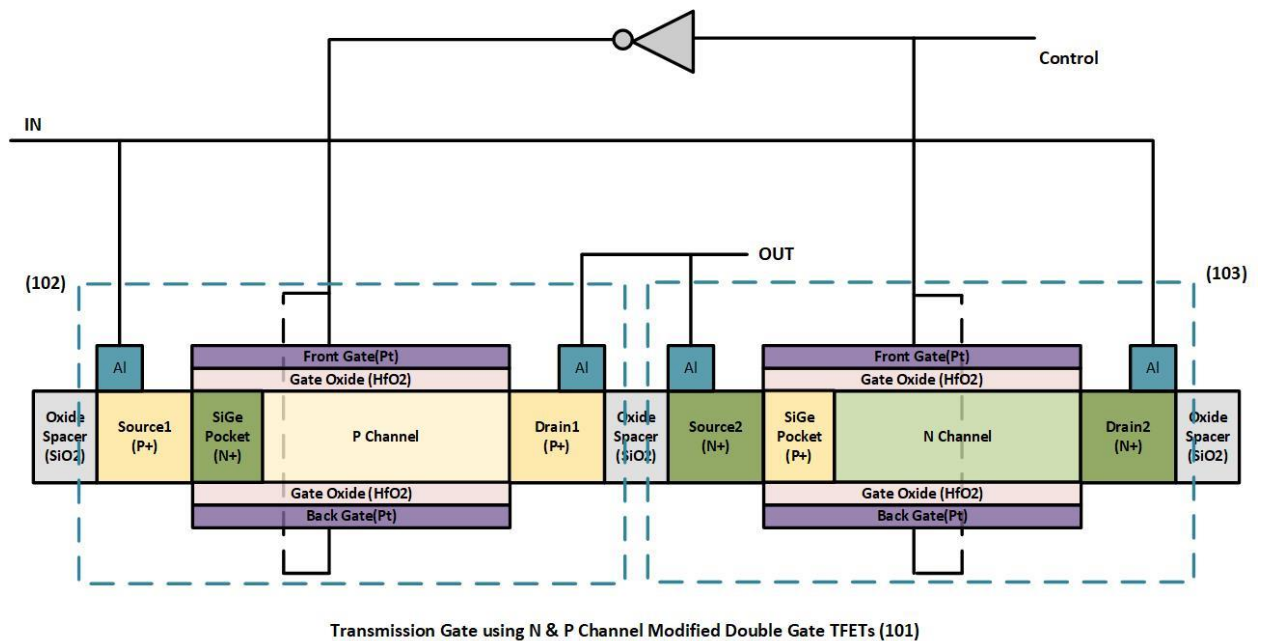 Control
IN
OUT
(102)
(103)
Al
Front Gate(Pt)
Gate Oxide (HfO2)
Al
Al
Front Gate(Pt)
Gate Oxide (HfO2)
Al
Oxide
Spacer
(SiO2)
Source1
(P+)
SiGe
Pocket
(N+)
P Channel
Drain1
(P+)
Oxide
Spacer
(SiO2)
Source2
(N+)
SiGe
Pocket
(P+)
N Channel
Drain2
(N+)
Oxide
Spacer
(SiO2)
Gate Oxide (HfO2)
Back Gate(Pt)
Gate Oxide (HfO2)
Back Gate(Pt)
Transmission Gate using N & P Channel Modified Double Gate TFETs (101)